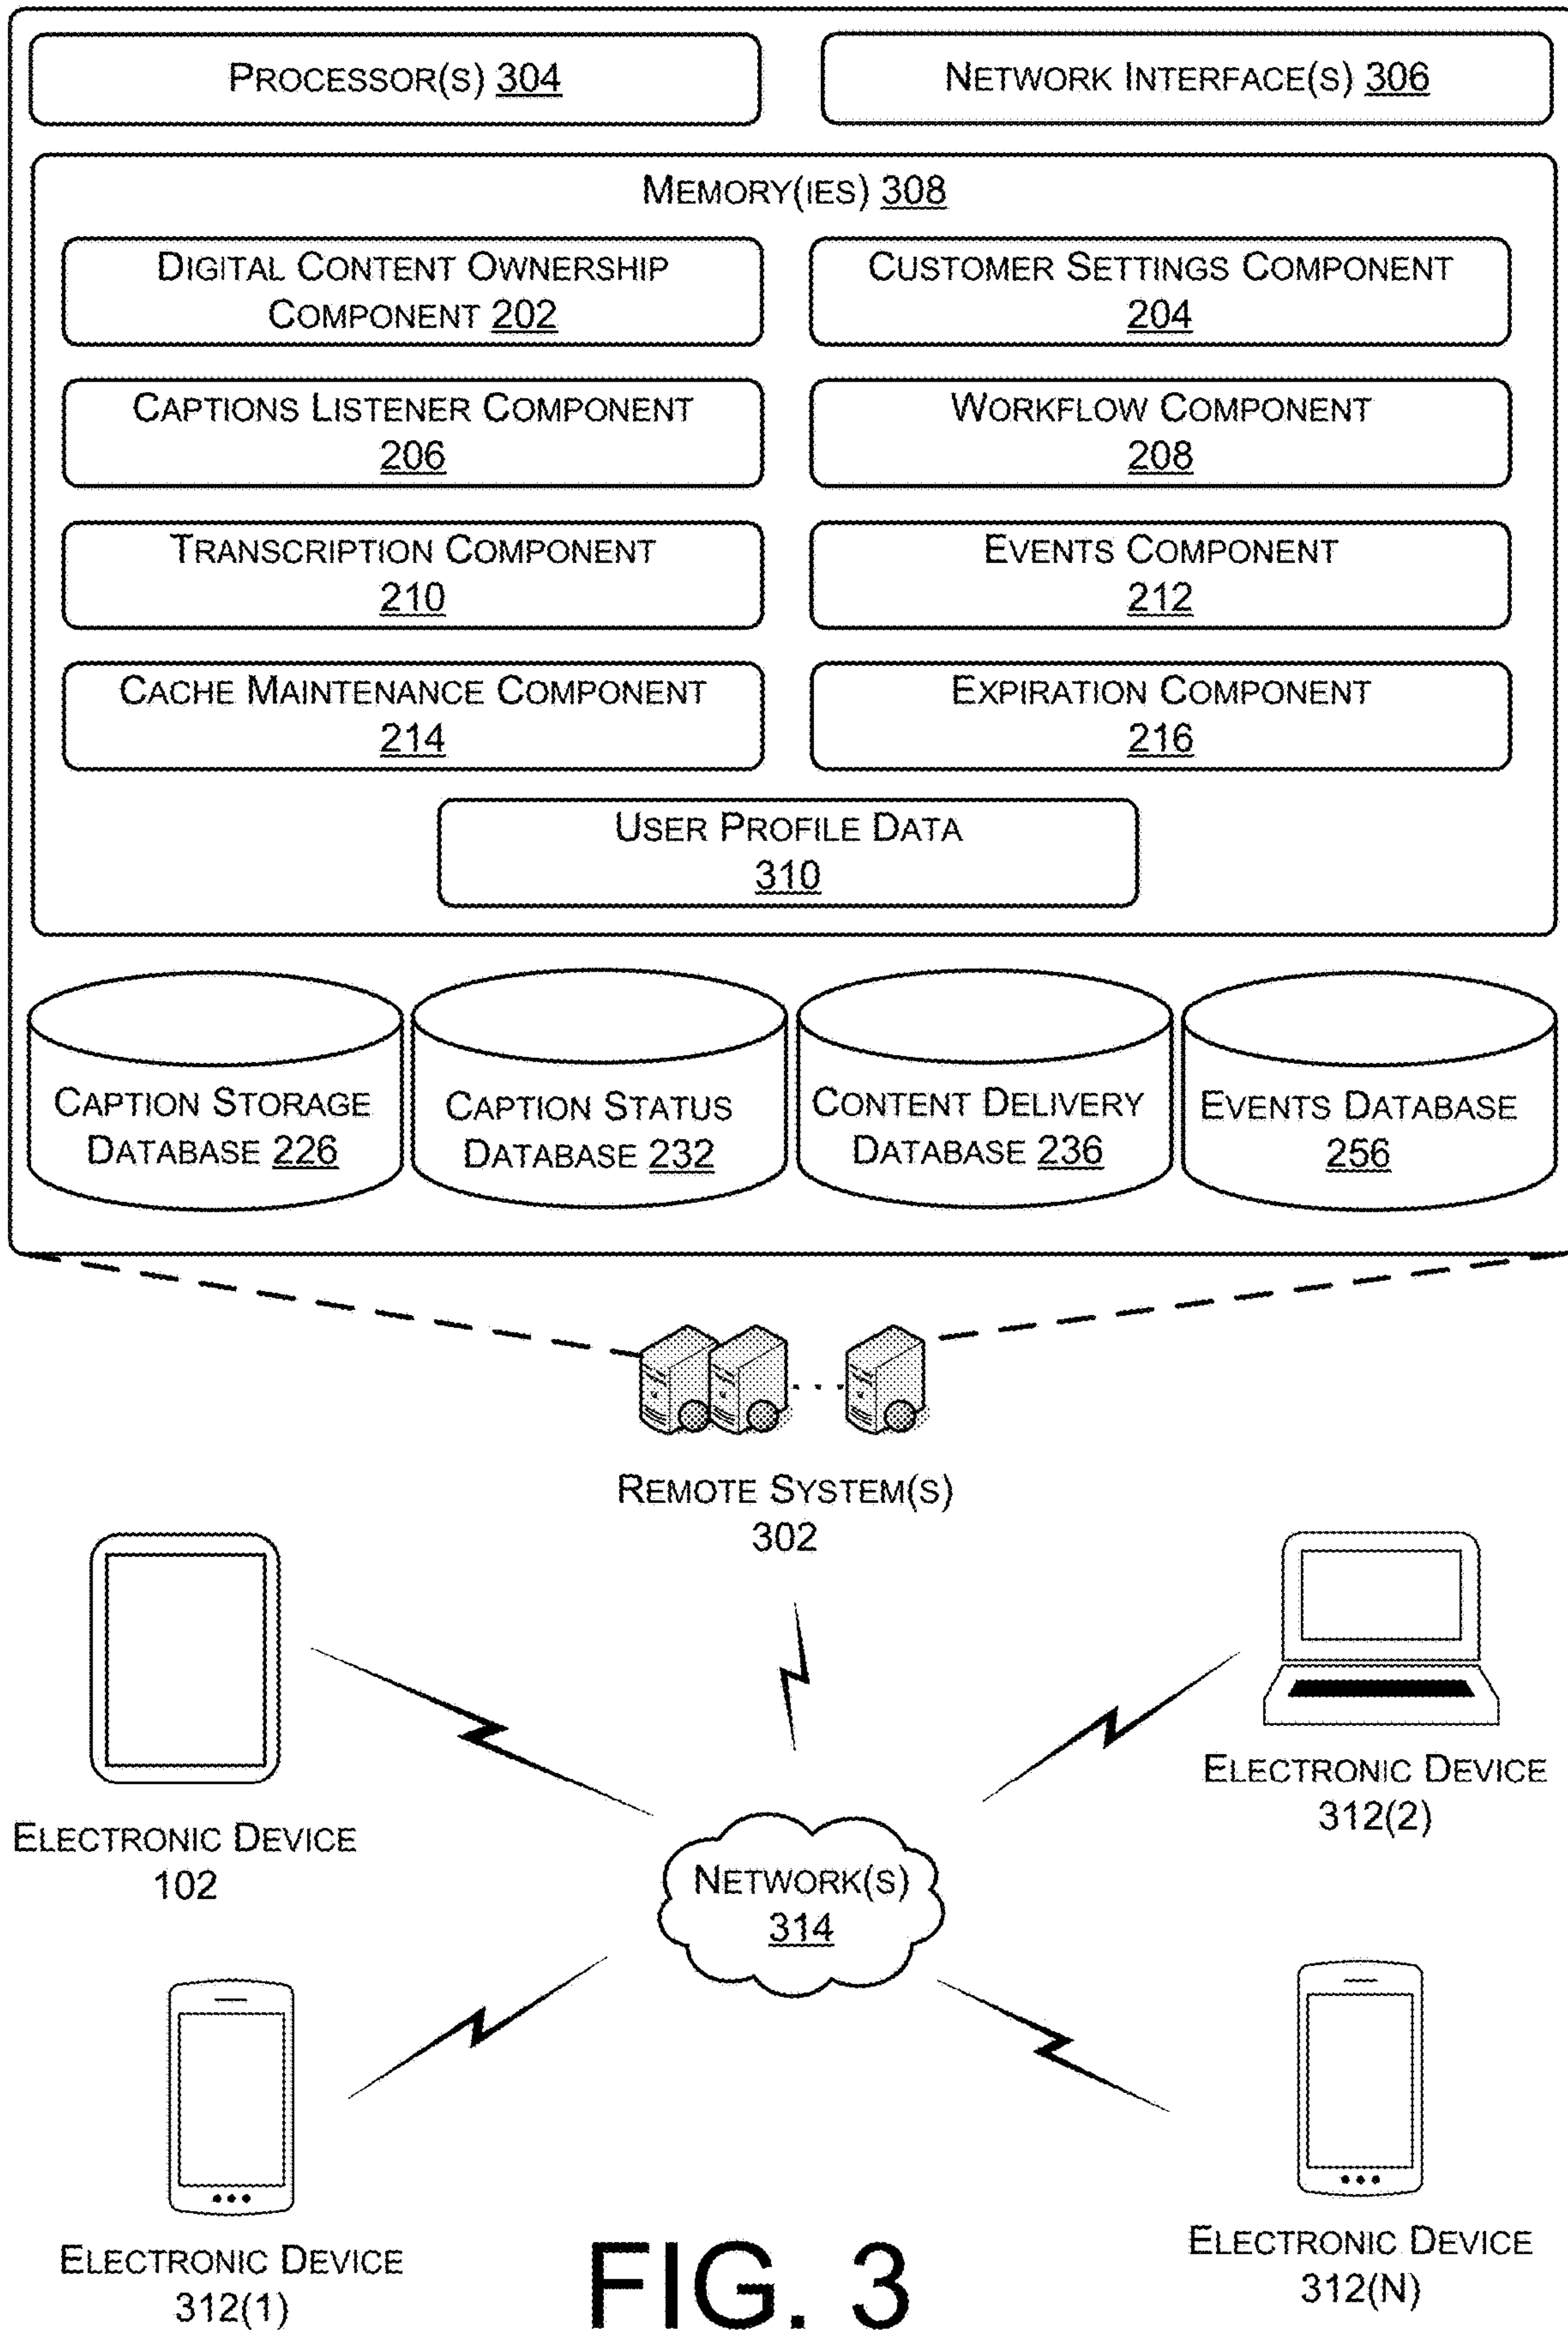 PROCESSOR(S) 304
NETWORK INTERFACE(S) 306
MEMORY(IES) 308
DIGITAL CONTENT OWNERSHIP
COMPONENT 202
CUSTOMER SETTINGS COMPONENT
204
CAPTIONS LISTENER COMPONENT
206
WORKFLOW COMPONENT
208
TRANSCRIPTION COMPONENT
210
EVENTS COMPONENT
212
CACHE MAINTENANCE COMPONENT
214
EXPIRATION COMPONENT
216
USER PROFILE DATA
310
CAPTION STORAGE
DATABASE 226
CAPTION STATUS
DATABASE 232
CONTENT DELIVERY
DATABASE 236
EVENTS DATABASE
256
REMOTE SYSTEM(S)
302
ELECTRONIC DEVICE
102
ELECTRONIC DEVICE
312(2)
NETWORK(S)
314
ELECTRONIC DEVICE
312(1)
ELECTRONIC DEVICE
312(N)
FIG. 3